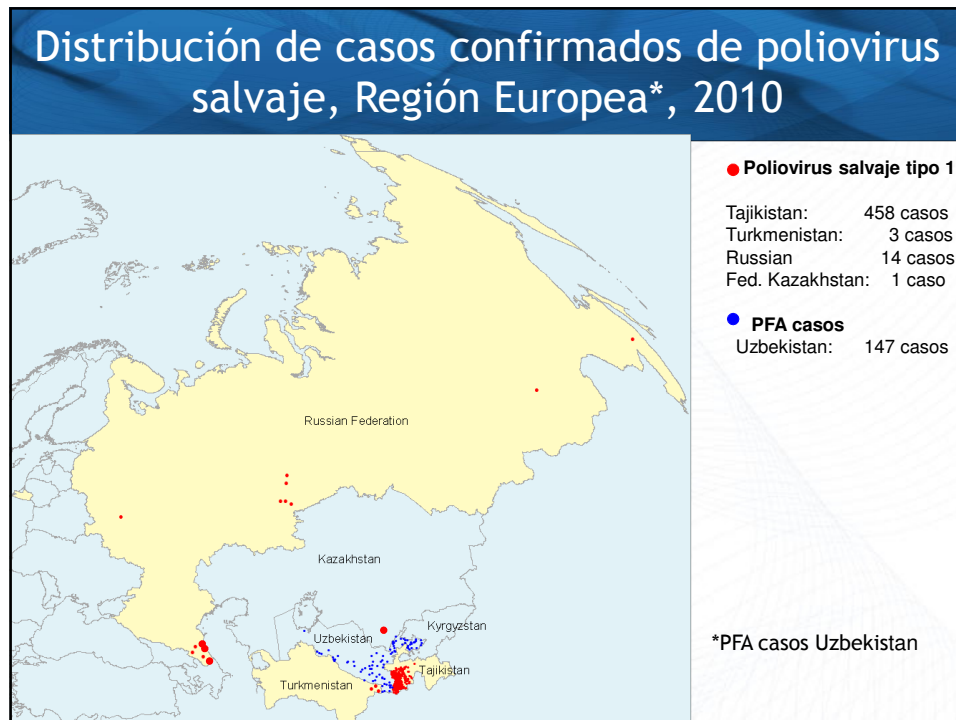 Distribución de casos confirmados de poliovirus
salvaje, Región Europea*, 2010
Poliovirus salvaje tipo 1
Tajikistan: 458 casos
Turkmenistan: 3 casos
Russian 14 casos
Fed. Kazakhstan: 1 caso
PFA casos
Uzbekistan: 147 casos
Russian Federation
Kazakhstan
Kyrgyzstan
Uzbekistan
Tajikistan
Turkmenistan
*PFA casos Uzbekistan